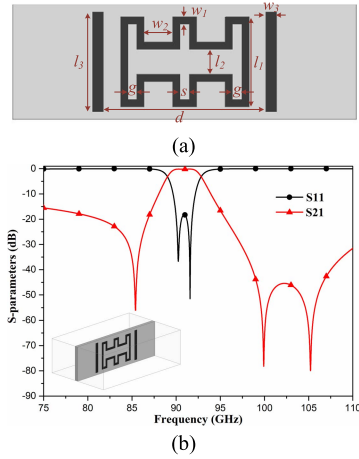 w₁ w₃
w₂
l₃ l₂ l₁
g s g
d
(a)
0
-10
-20
-30
-40
-50
-60
-70
-80
-90
S-parameters (dB)
S11
S21
75 80 85 90 95 100 105 110
Frequency (GHz)
(b)